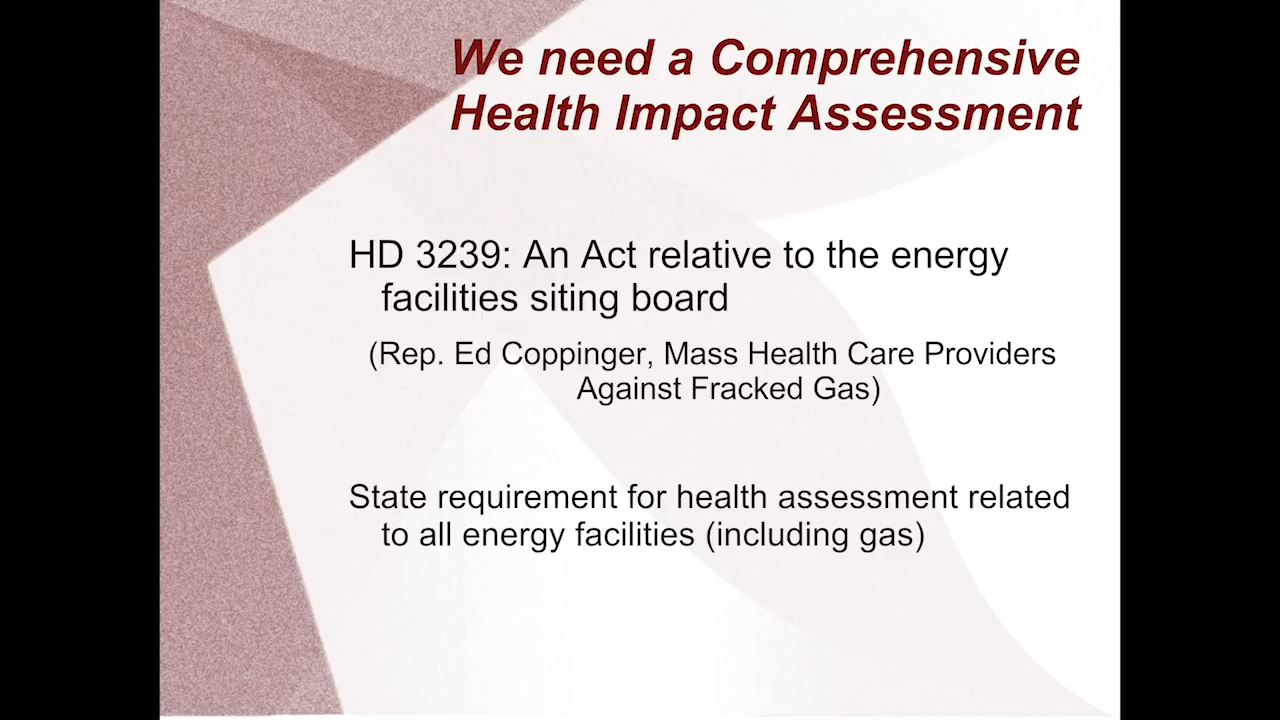 We need a Comprehensive
Health Impact Assessment
HD 3239: An Act relative to the energy
facilities siting board
(Rep. Ed Coppinger, Mass Health Care Providers
Against Fracked Gas)
State requirement for health assessment related
to all energy facilities (including gas)